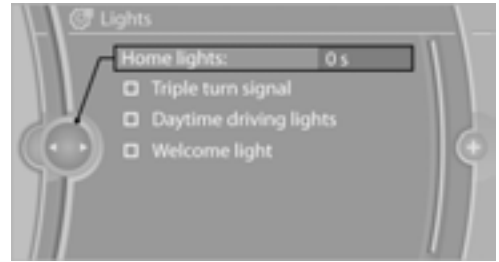 Lights
Home lights: 0 s
Triple turn signal
Daytime driving lights
Welcome light